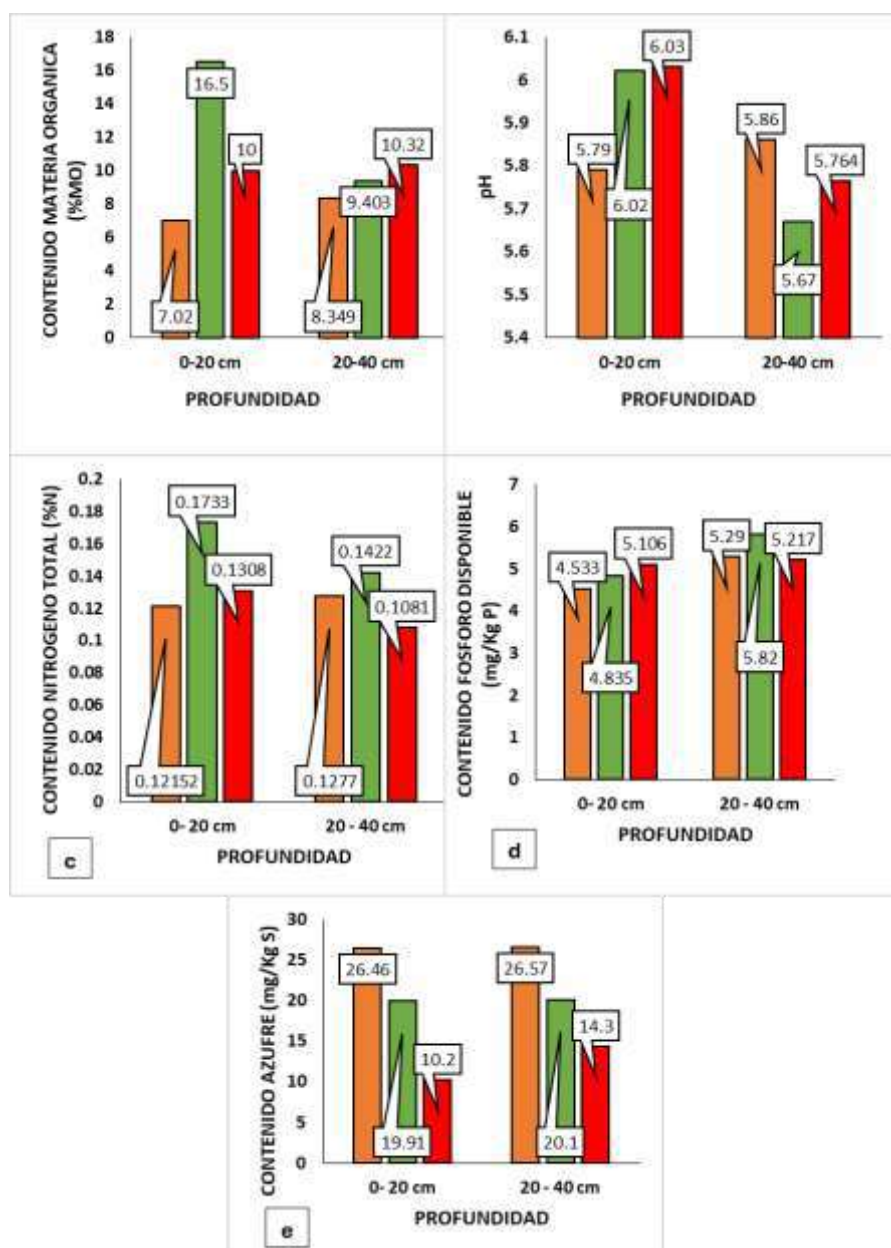 CONTENIDO MATERIA ORGANICA
(%MO)
18
16
14
12
10
8
6
4
2
0
7.02
16.5
10
8.349
9.403
10.32
0-20 cm
20-40 cm
PROFUNDIDAD
pH
6.1
6
5.9
5.8
5.7
5.6
5.5
5.4
5.79
6.02
6.03
5.86
5.67
5.764
0-20 cm
20-40 cm
PROFUNDIDAD
CONTENIDO NITROGENO TOTAL (%N)
0.2
0.18
0.16
0.14
0.12
0.1
0.08
0.06
0.04
0.02
0
0.12152
0.1733
0.1308
0.1277
0.1422
0.1081
0- 20 cm
20 - 40 cm
PROFUNDIDAD
c
CONTENIDO FOSFORO DISPONIBLE
(mg/Kg P)
7
6
5
4
3
2
1
0
4.533
4.835
5.106
5.29
5.82
5.217
0- 20 cm
20 - 40 cm
PROFUNDIDAD
d
CONTENIDO AZUFRE (mg/Kg S)
30
25
20
15
10
5
0
26.46
19.91
10.2
26.57
20.1
14.3
0- 20 cm
20 - 40 cm
PROFUNDIDAD
e